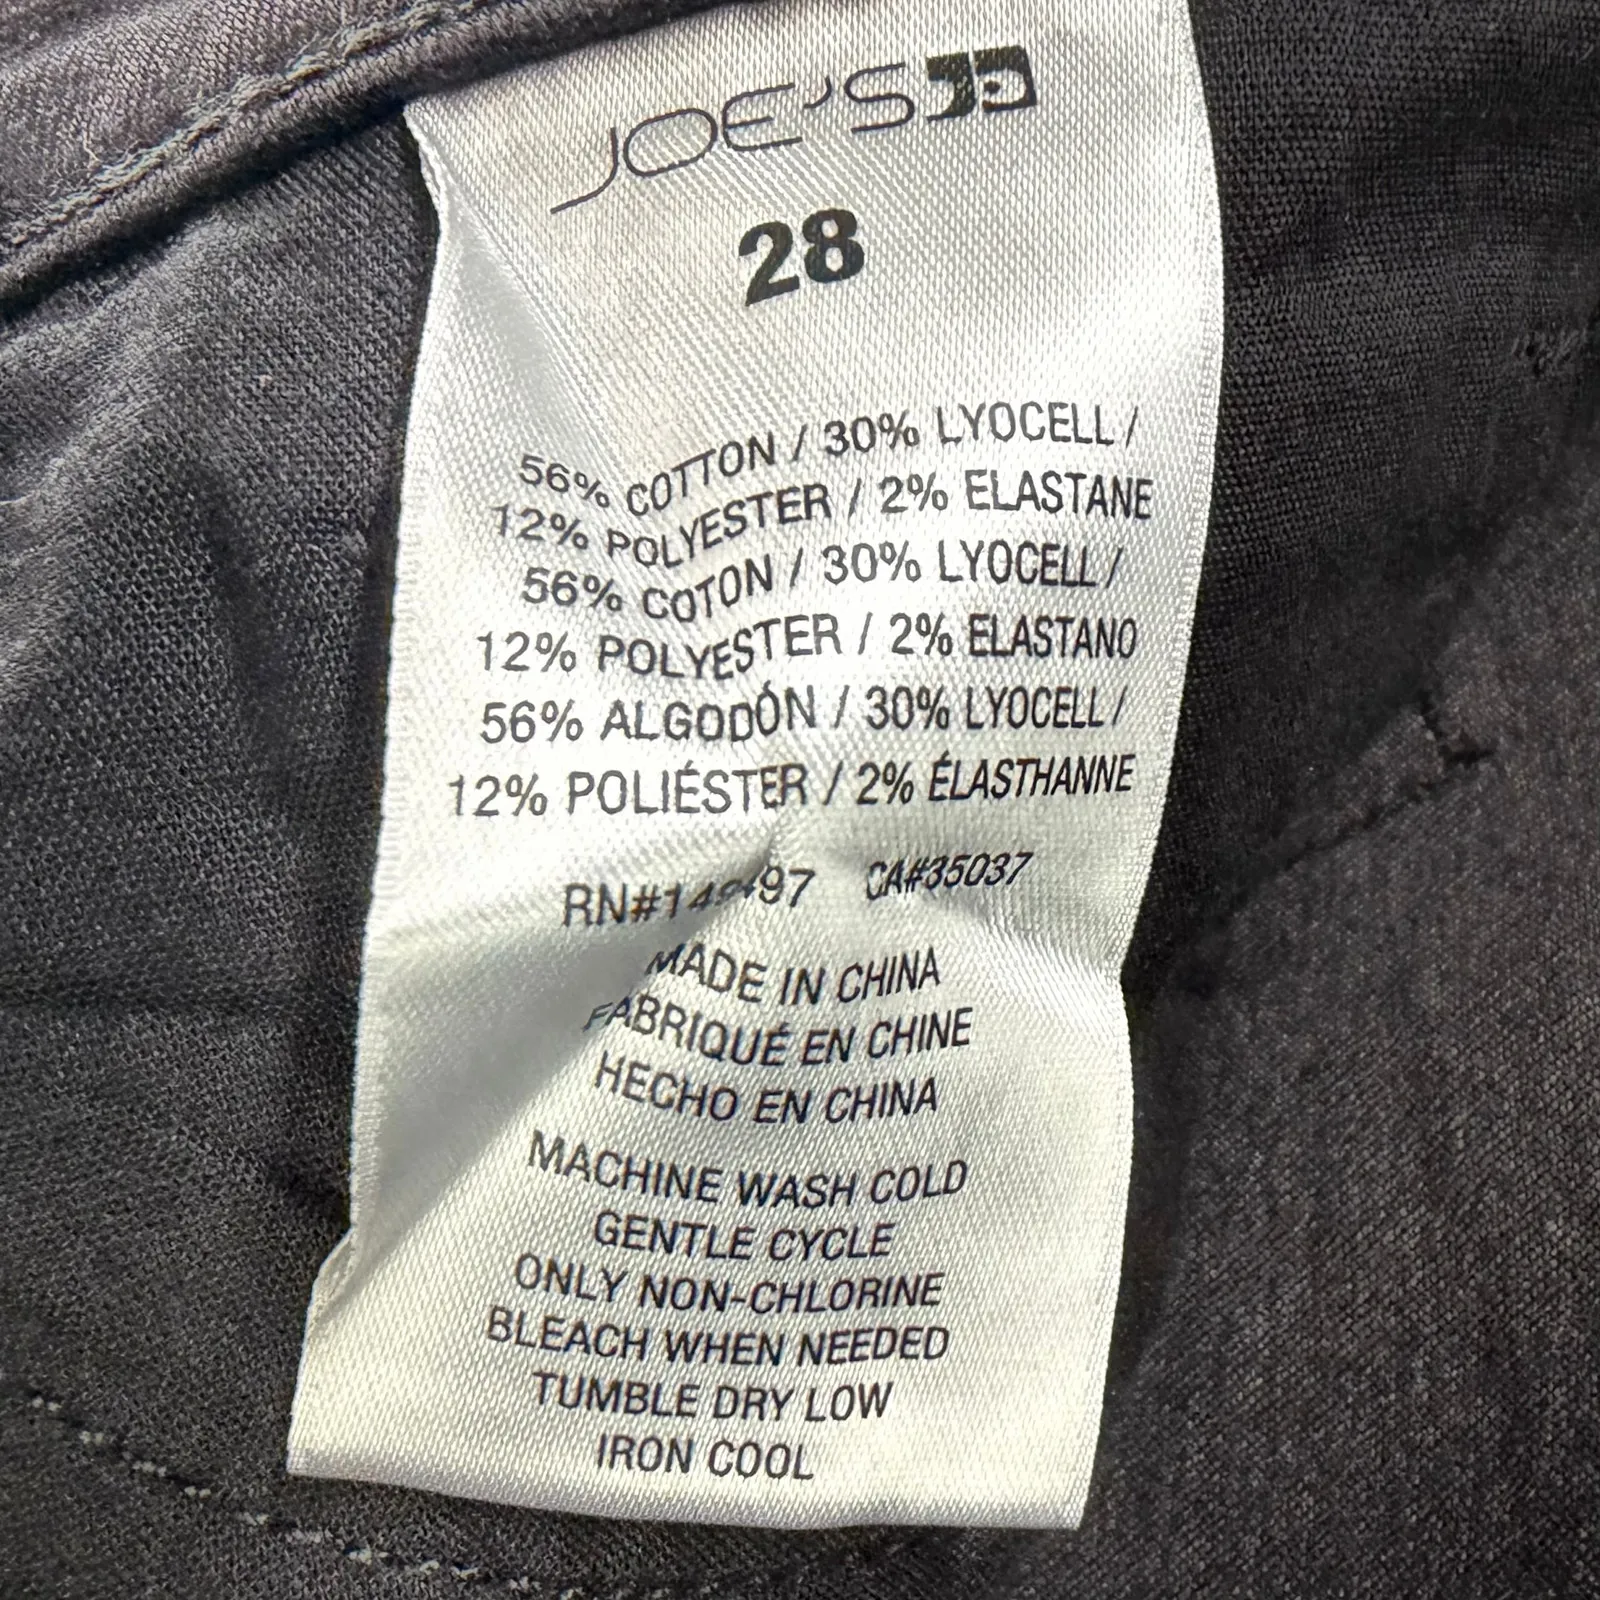 JOE'S
28
56% COTTON / 30% LYOCELL /
12% POLYESTER / 2% ELASTANE
56% COTON / 30% LYOCELL /
12% POLYESTER / 2% ELASTANO
56% ALGODÓN / 30% LYOCELL /
12% POLIÉSTER / 2% ÉLASTHANNE
CA#35037
MADE IN CHINA
FABRIQUÉ EN CHINE
HECHO EN CHINA
MACHINE WASH COLD
GENTLE CYCLE
ONLY NON-CHLORINE
BLEACH WHEN NEEDED
TUMBLE DRY LOW
IRON COOL